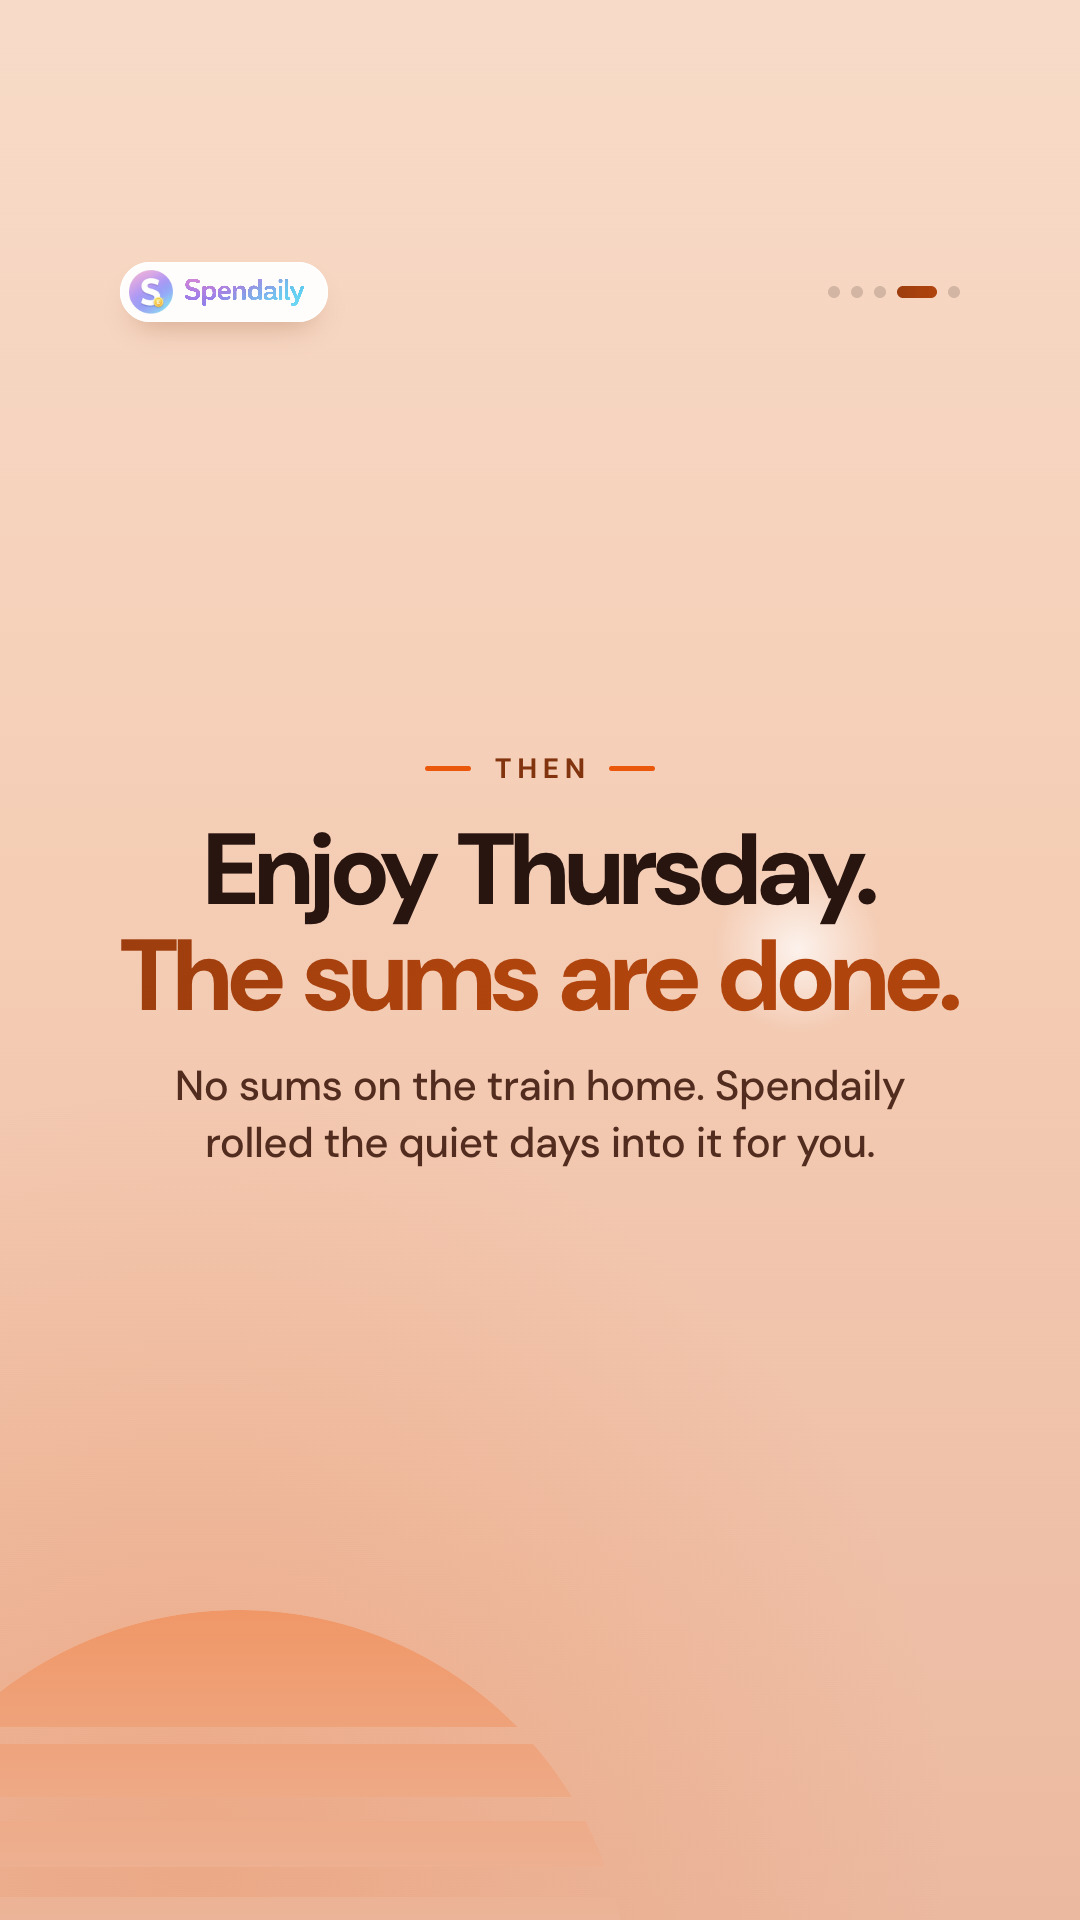 Spendaily
THEN
Enjoy Thursday.
The sums are done.
No sums on the train home. Spendaily
rolled the quiet days into it for you.